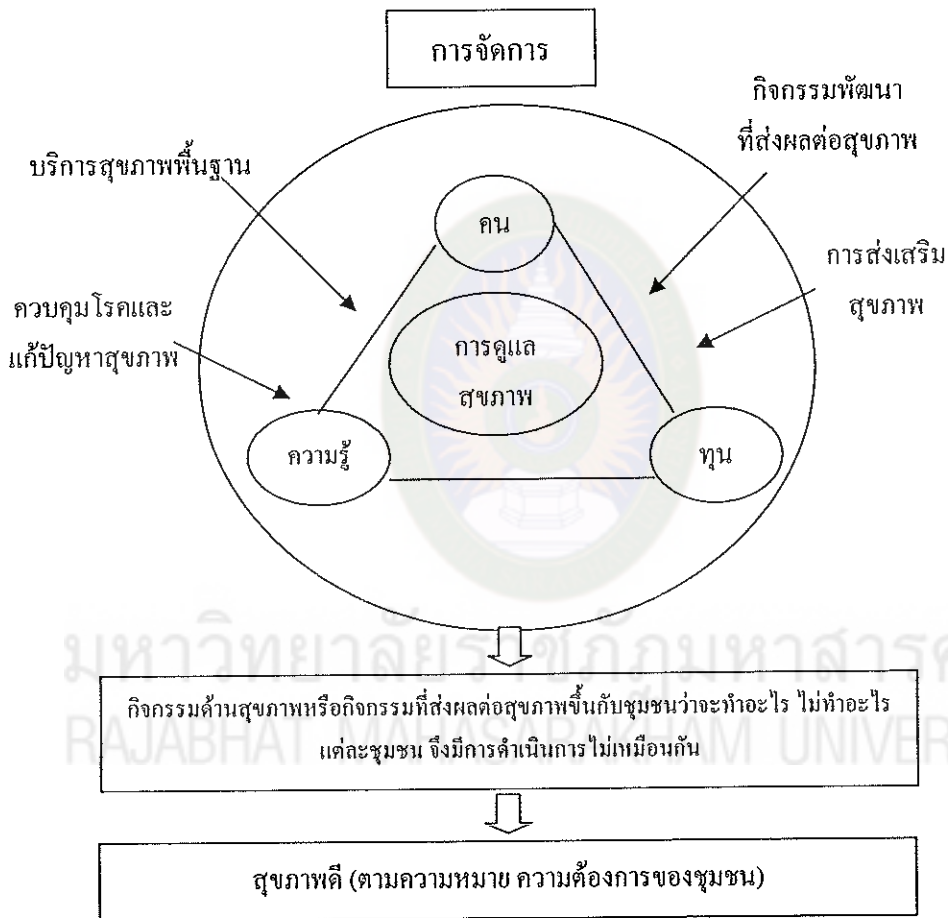 การจัดการ
กิจกรรมพัฒนา
ที่ส่งผลต่อสุขภาพ
บริการสุขภาพพื้นฐาน
คน
การส่งเสริม
สุขภาพ
ควบคุมโรคและ
แก้ปัญหาสุขภาพ
การดูแล
สุขภาพ
ความรู้
ทุน
มหาวิทยาลัยราชภัฏมหาสารค
กิจกรรมด้านสุขภาพหรือกิจกรรมที่ส่งผลต่อสุขภาพขึ้นกับชุมชนว่าจะทำอะไร ไม่ทำอะไร
RAJABHAT MAHASARAKHAM UNIVER
แต่ละชุมชน จึงมีการดำเนินการไม่เหมือนกัน
สุขภาพดี (ตามความหมาย ความต้องการของชุมชน)